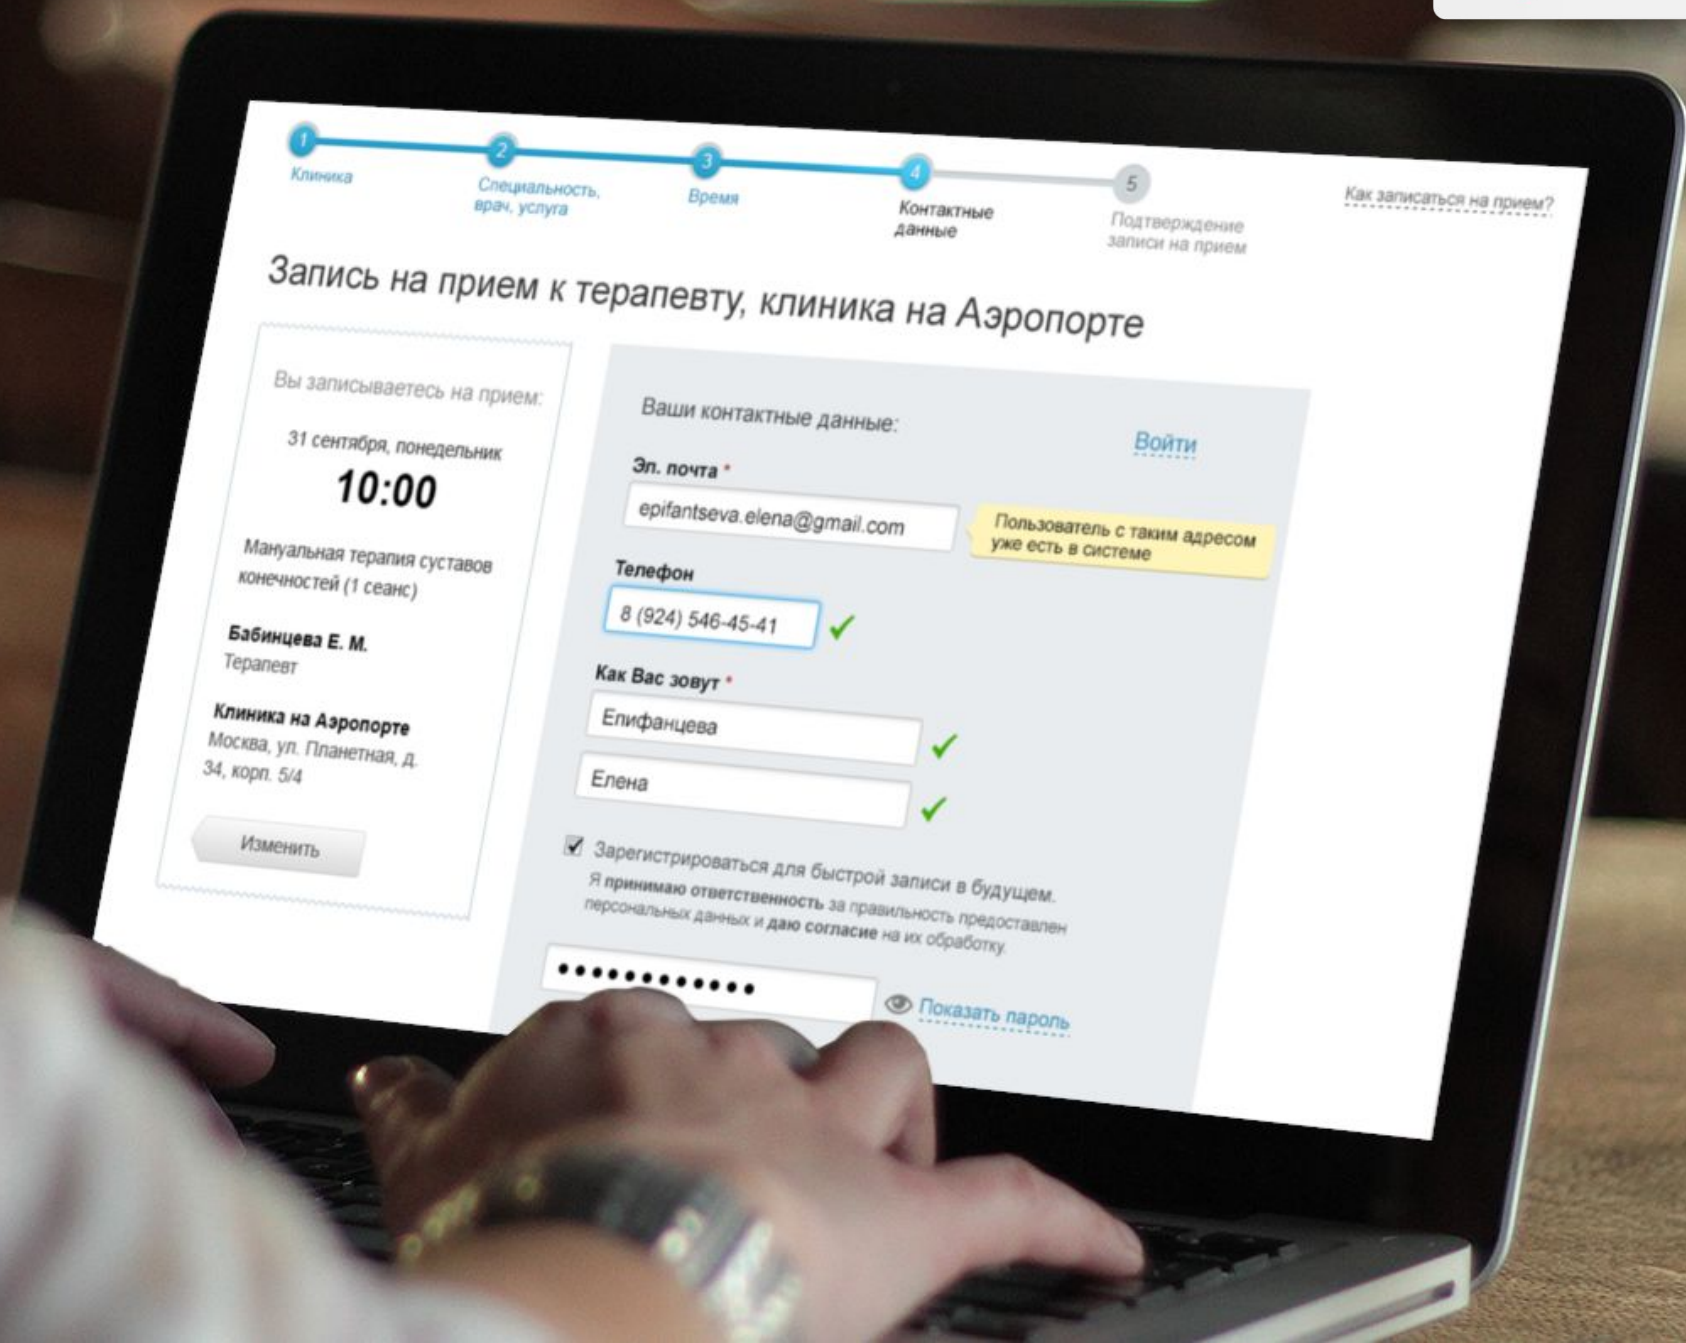 1
2
3
4
5
Клиника
Специальность,
врач, услуга
Время
Контактные
данные
Подтверждение
записи на прием
Как записаться на прием?
Запись на прием к терапевту, клиника на Аэропорте
Вы записываетесь на прием:
31 сентября, понедельник
10:00
Мануальная терапия суставов
конечностей (1 сеанс)
Бабинцева Е. М.
Терапевт
Клиника на Аэропорте
Москва, ул. Планетная, д.
34, корп. 5/4
Изменить
Ваши контактные данные:
Войти
Эл. почта *
epifantseva.elena@gmail.com
Пользователь с таким адресом
уже есть в системе
Телефон
8 (924) 546-45-41
Как Вас зовут *
Епифанцева
Елена
Зарегистрироваться для быстрой записи в будущем.
Я принимаю ответственность за правильность предоставлен
персональных данных и даю согласие на их обработку.
••••••••••••
Показать пароль